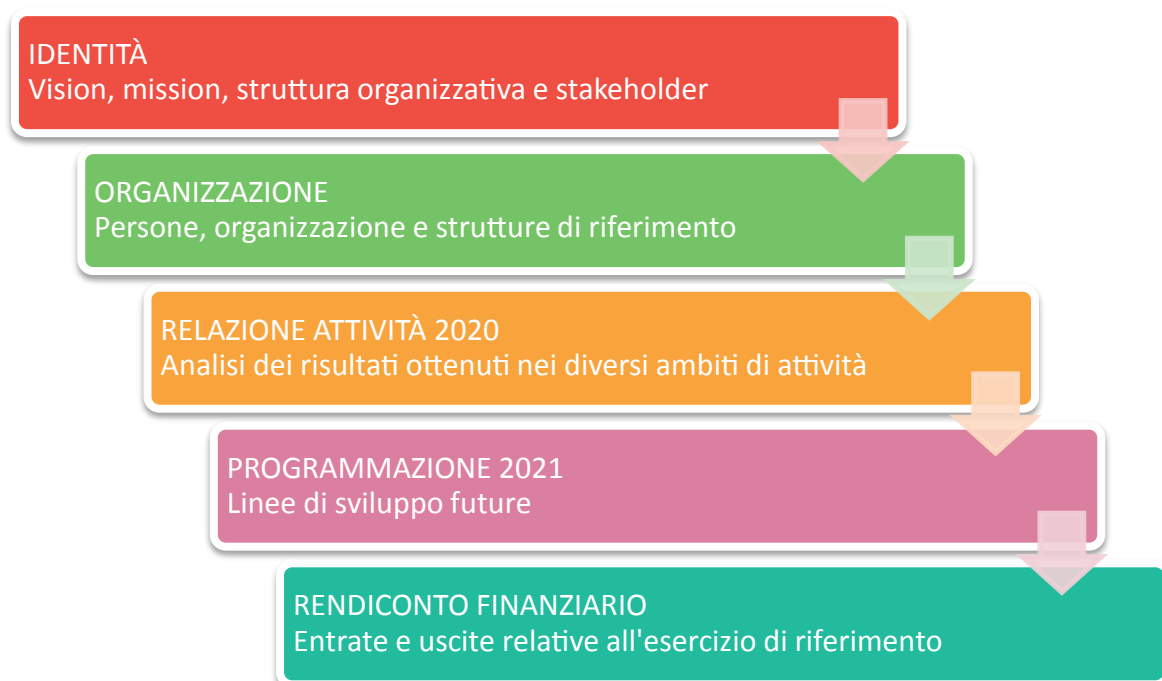 IDENTITÀ
Vision, mission, struttura organizzativa e stakeholder
ORGANIZZAZIONE
Persone, organizzazione e strutture di riferimento
RELAZIONE ATTIVITÀ 2020
Analisi dei risultati ottenuti nei diversi ambiti di attività
PROGRAMMAZIONE 2021
Linee di sviluppo future
RENDICONTO FINANZIARIO
Entrate e uscite relative all'esercizio di riferimento